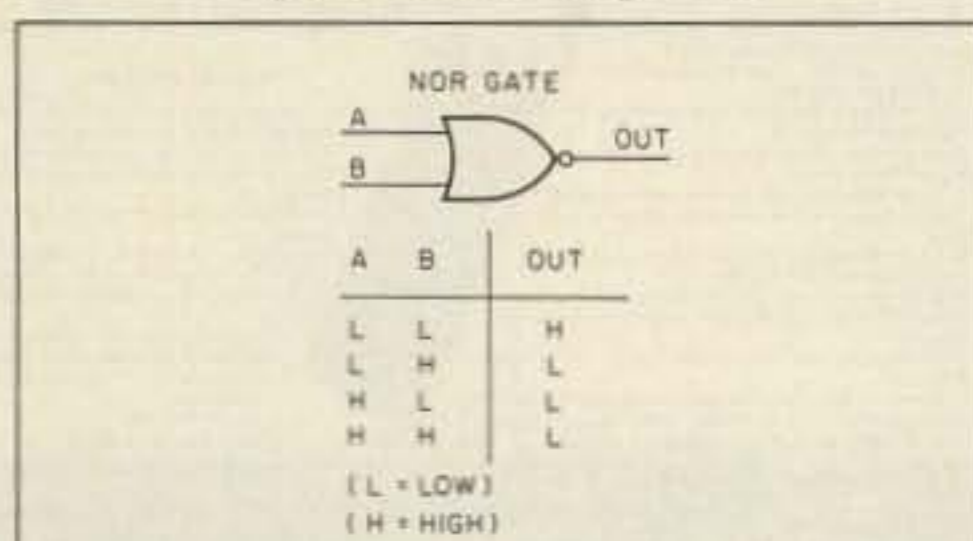 NOR GATE
A
OUT
B
A B OUT
L L H
L H L
H L L
H H L
(L = LOW)
(H = HIGH)